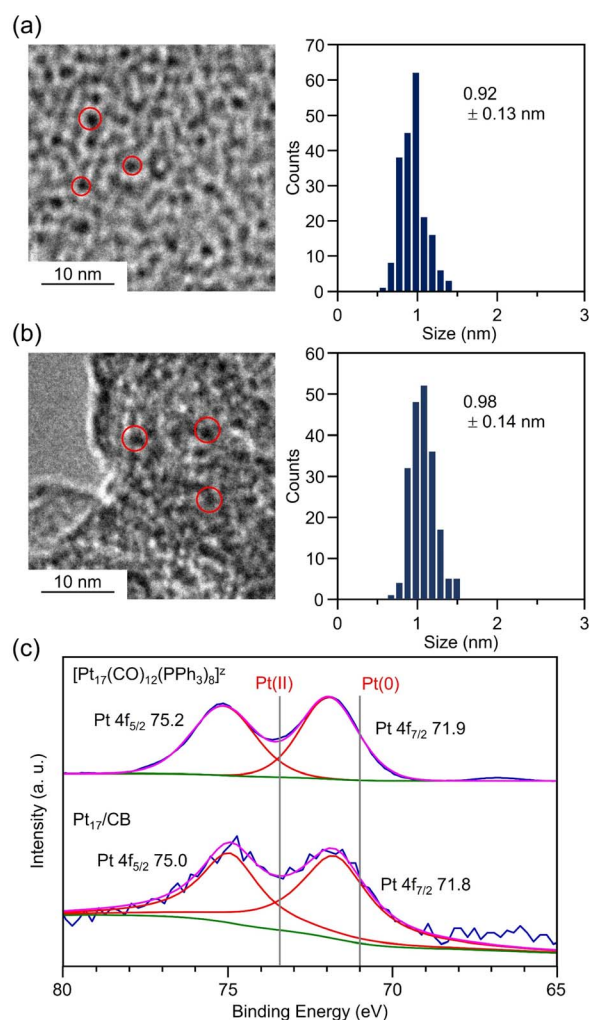 (a)
10 nm
70
60
50
40
30
20
10
0
Counts
0.92
± 0.13 nm
0 1 2 3
Size (nm)
(b)
10 nm
60
50
40
30
20
10
0
Counts
0.98
± 0.14 nm
0 1 2 3
Size (nm)
(c)
[Pt₁₇(CO)₁₂(PPh₃)₈]ᶻ
Pt(II) Pt(0)
Pt 4f₅/₂ 75.2
Pt 4f₇/₂ 71.9
Pt₁₇/CB
Pt 4f₅/₂ 75.0
Pt 4f₇/₂ 71.8
Intensity (a. u.)
80 75 70 65
Binding Energy (eV)